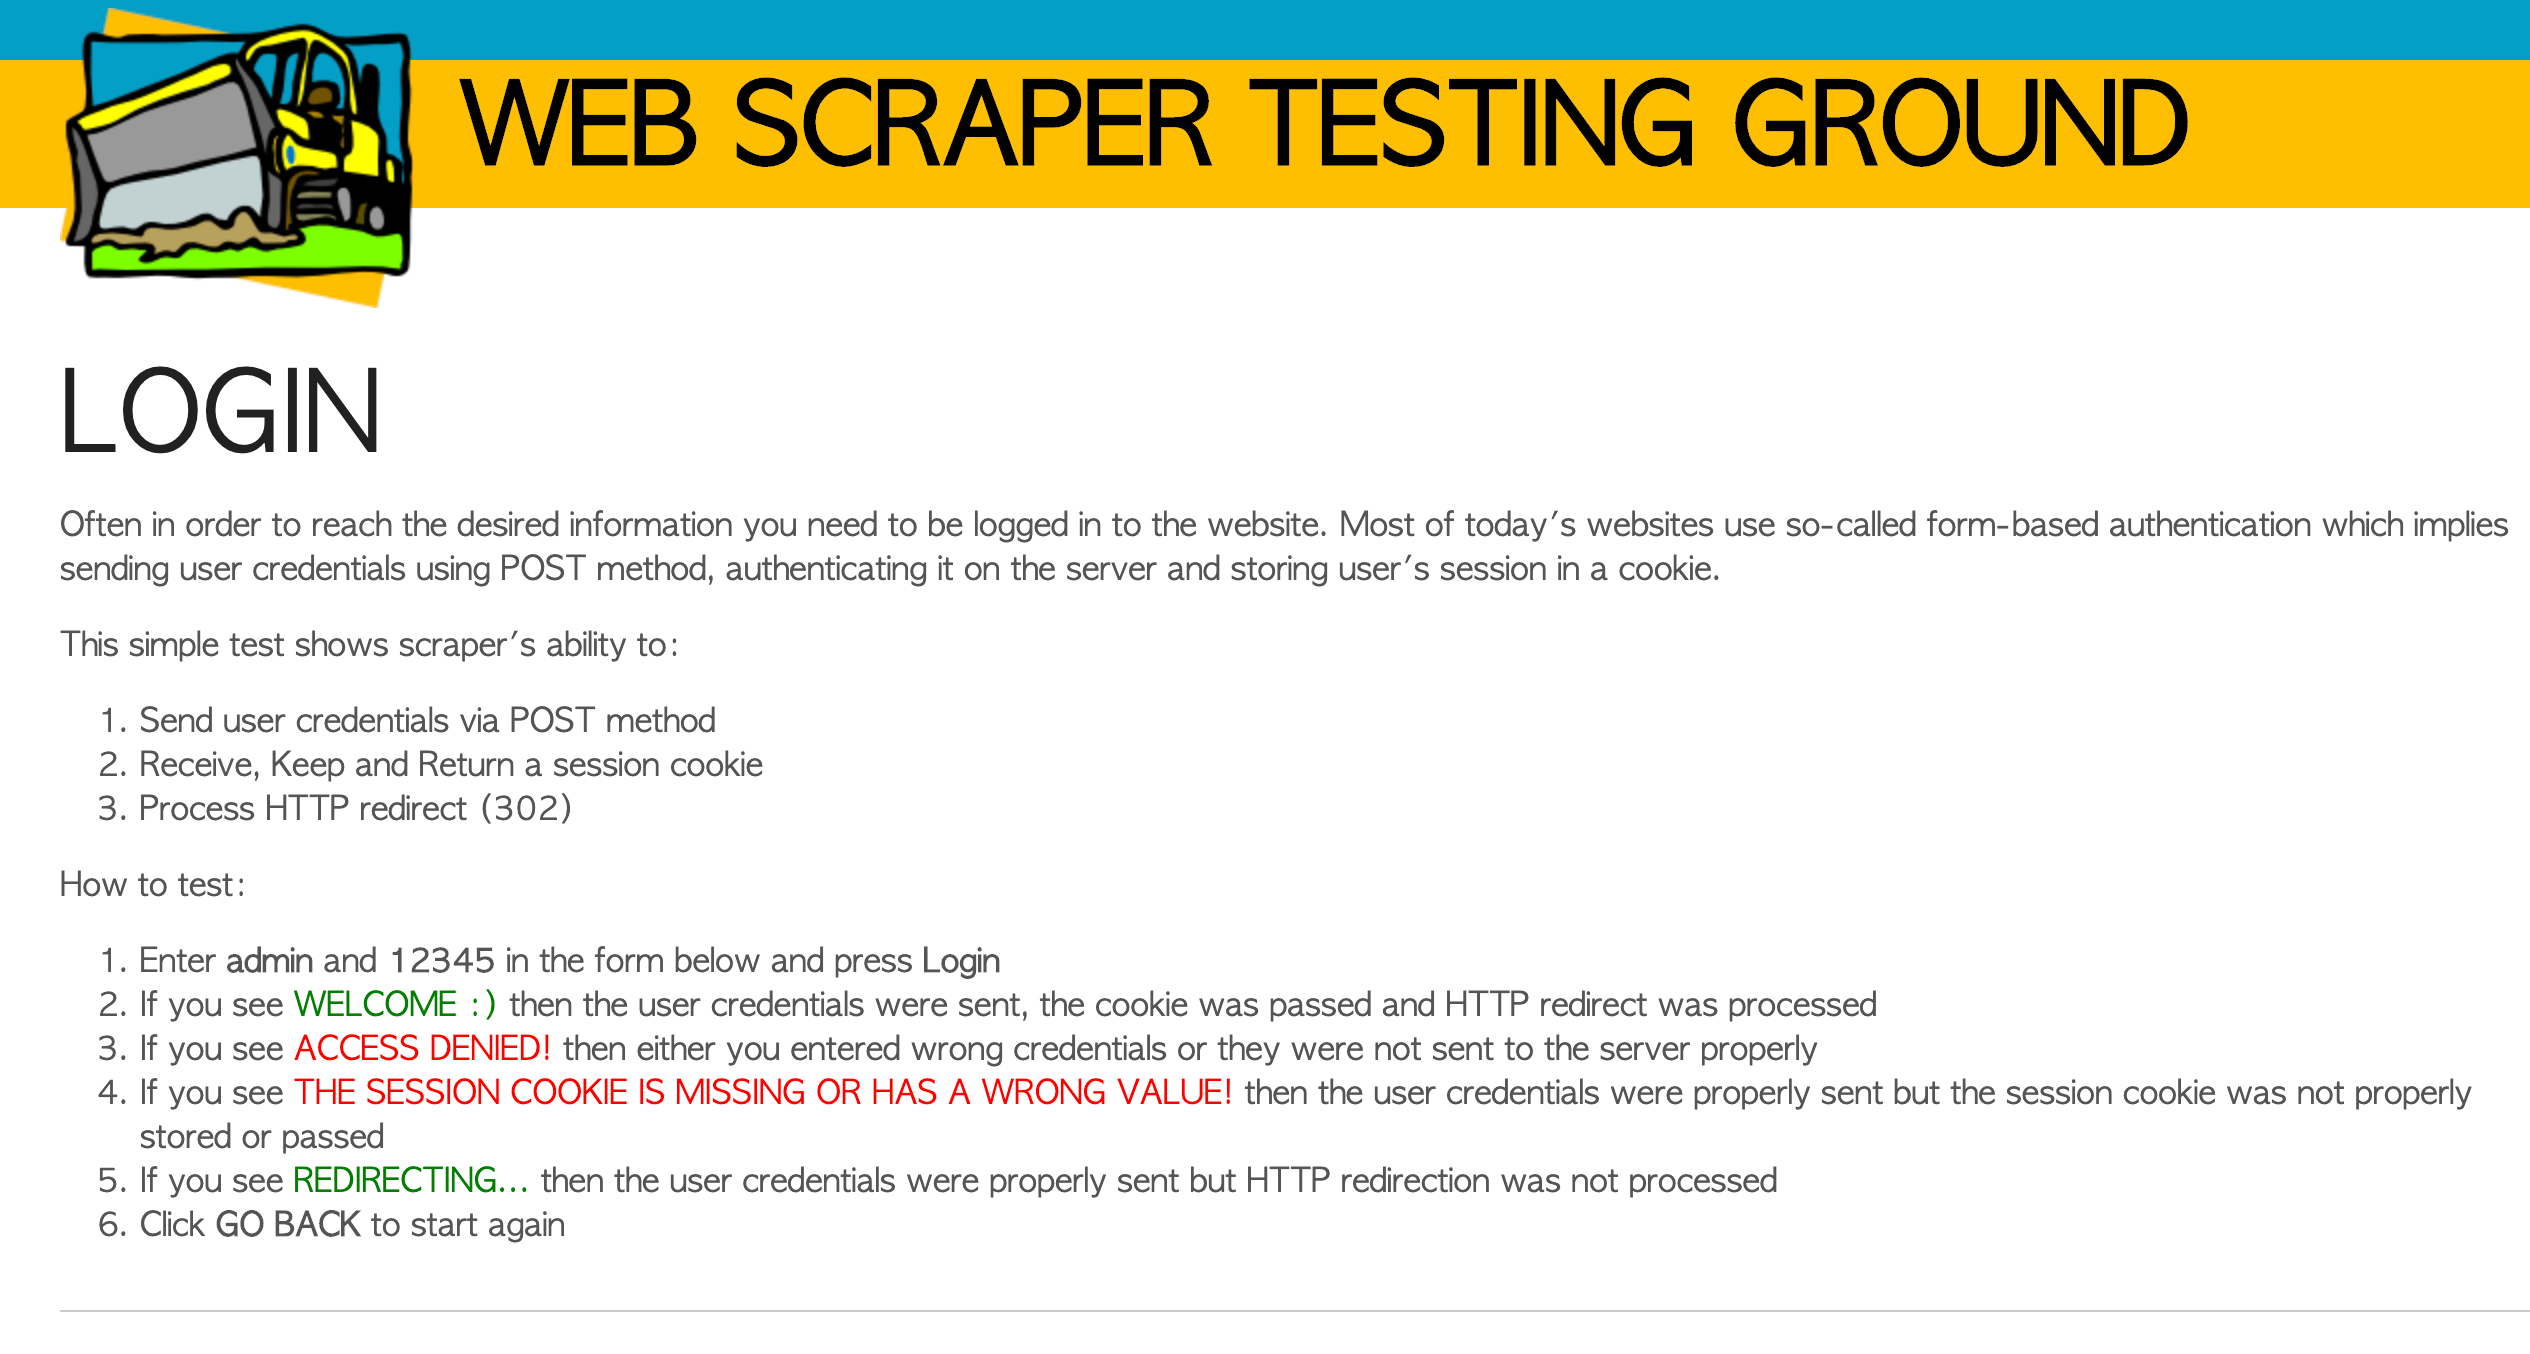 WEB SCRAPER TESTING GROUND
LOGIN
Often in order to reach the desired information you need to be logged in to the website. Most of today's websites use so-called form-based authentication which implies
sending user credentials using POST method, authenticating it on the server and storing user's session in a cookie.
This simple test shows scraper's ability to:
1. Send user credentials via POST method
2. Receive, Keep and Return a session cookie
3. Process HTTP redirect (302)
How to test:
1. Enter admin and 12345 in the form below and press Login
2. If you see WELCOME :) then the user credentials were sent, the cookie was passed and HTTP redirect was processed
3. If you see ACCESS DENIED! then either you entered wrong credentials or they were not sent to the server properly
4. If you see THE SESSION COOKIE IS MISSING OR HAS A WRONG VALUE! then the user credentials were properly sent but the session cookie was not properly
stored or passed
5. If you see REDIRECTING... then the user credentials were properly sent but HTTP redirection was not processed
6. Click GO BACK to start again